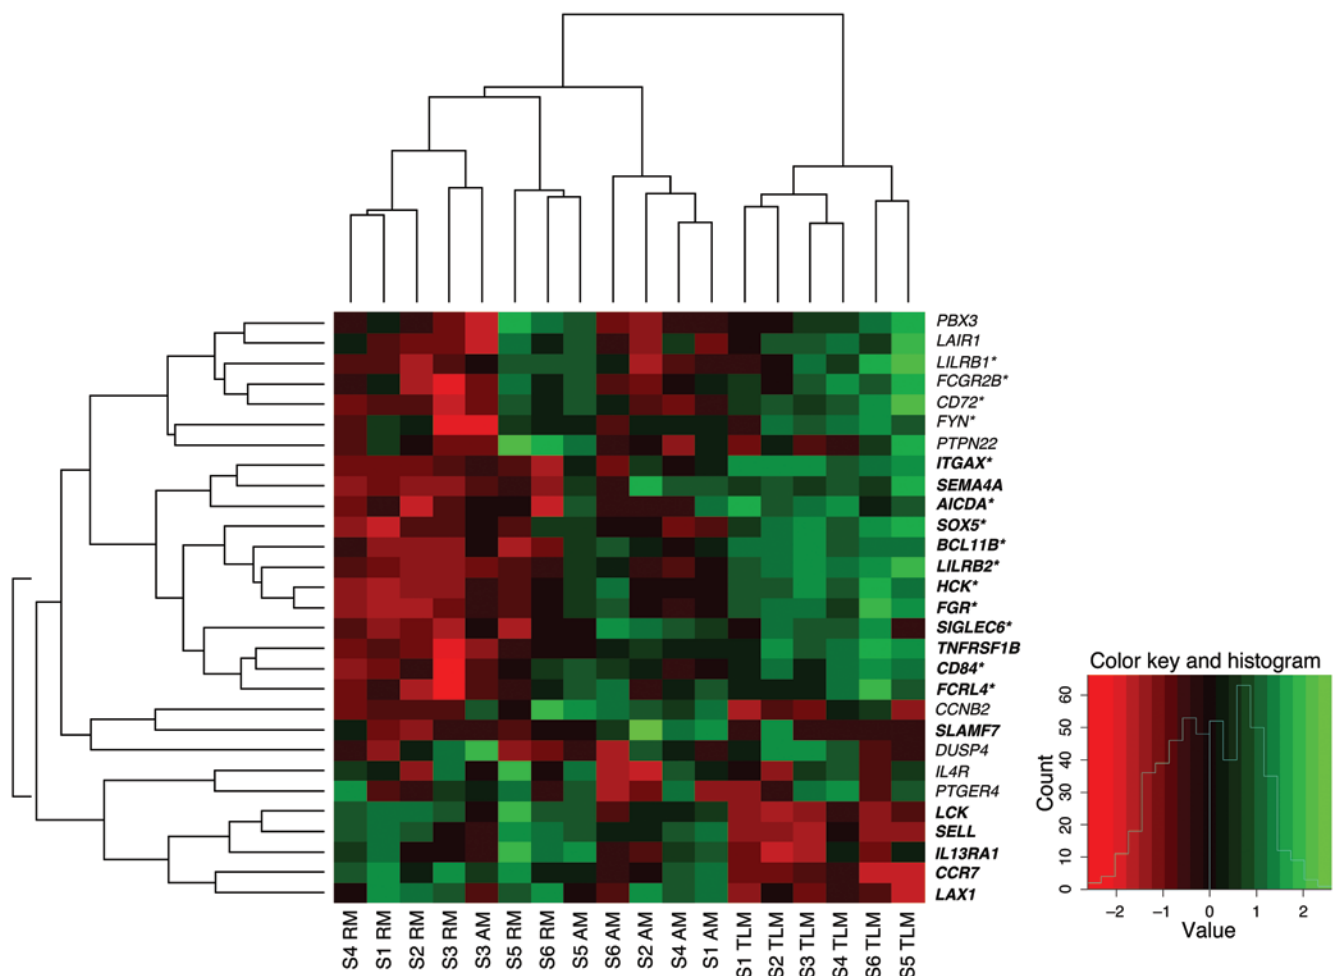 PBX3
LAIR1
LILRB1*
FCGR2B*
CD72*
FYN*
PTPN22
ITGAX*
SEMA4A
AICDA*
SOX5*
BCL11B*
LILRB2*
HCK*
FGR*
SIGLEC6*
TNFRSF1B
CD84*
FCRL4*
CCNB2
SLAMF7
DUSP4
IL4R
PTGER4
LCK
SELL
IL13RA1
CCR7
LAX1
S4 RM
S1 RM
S2 RM
S3 RM
S3 AM
S5 RM
S6 RM
S5 AM
S6 AM
S2 AM
S4 AM
S1 AM
S1 TLM
S2 TLM
S3 TLM
S4 TLM
S6 TLM
S5 TLM
Color key and histogram
Count
60
50
40
30
20
10
0
−2 −1 0 1 2
Value